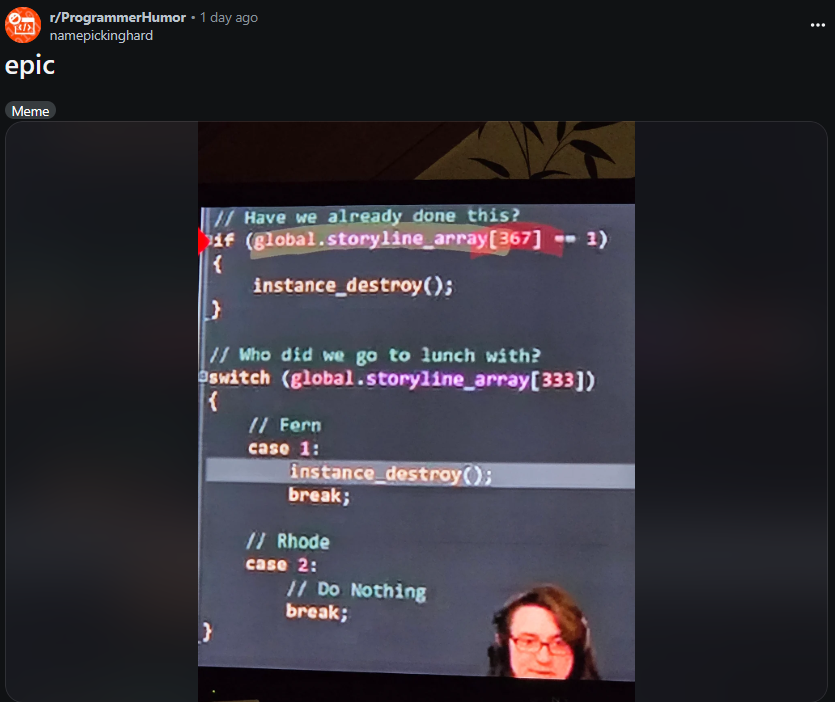 r/ProgrammerHumor • 1 day ago
namepickinghard
epic
Meme
// Have we already done this?
if (global.storyline_array[367] == 1)
{
instance_destroy();
}
// Who did we go to lunch with?
switch (global.storyline_array[333])
{
// Fern
case 1:
instance_destroy();
break;
// Rhode
case 2:
// Do Nothing
break;
}